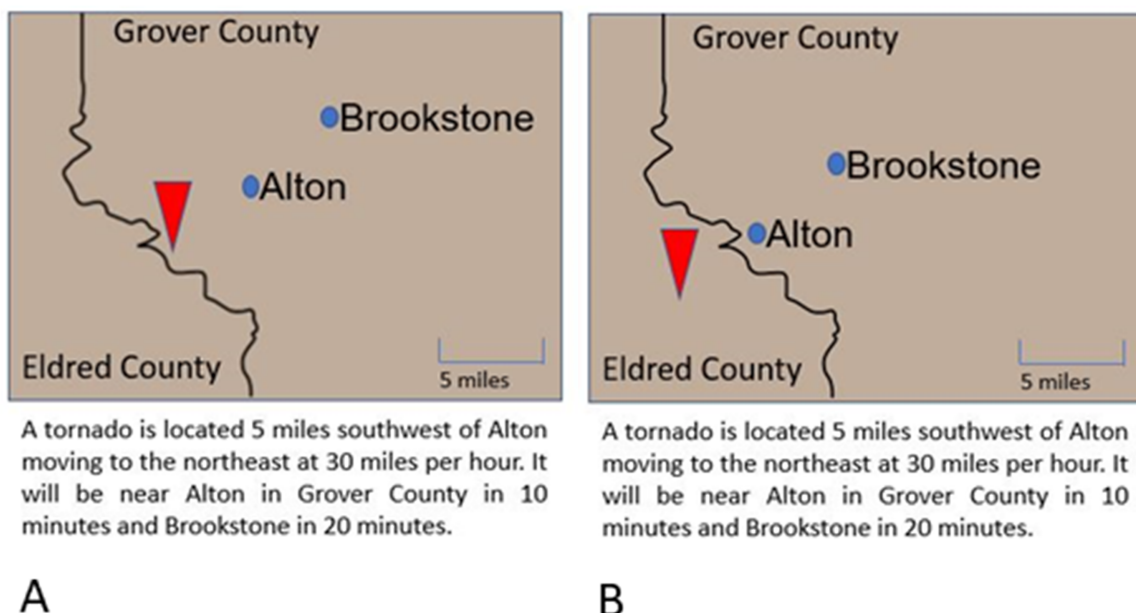 Grover County
Brookstone
Alton
Eldred County
5 miles
A tornado is located 5 miles southwest of Alton
moving to the northeast at 30 miles per hour. It
will be near Alton in Grover County in 10
minutes and Brookstone in 20 minutes.
A
Grover County
Brookstone
Alton
Eldred County
5 miles
A tornado is located 5 miles southwest of Alton
moving to the northeast at 30 miles per hour. It
will be near Alton in Grover County in 10
minutes and Brookstone in 20 minutes.
B